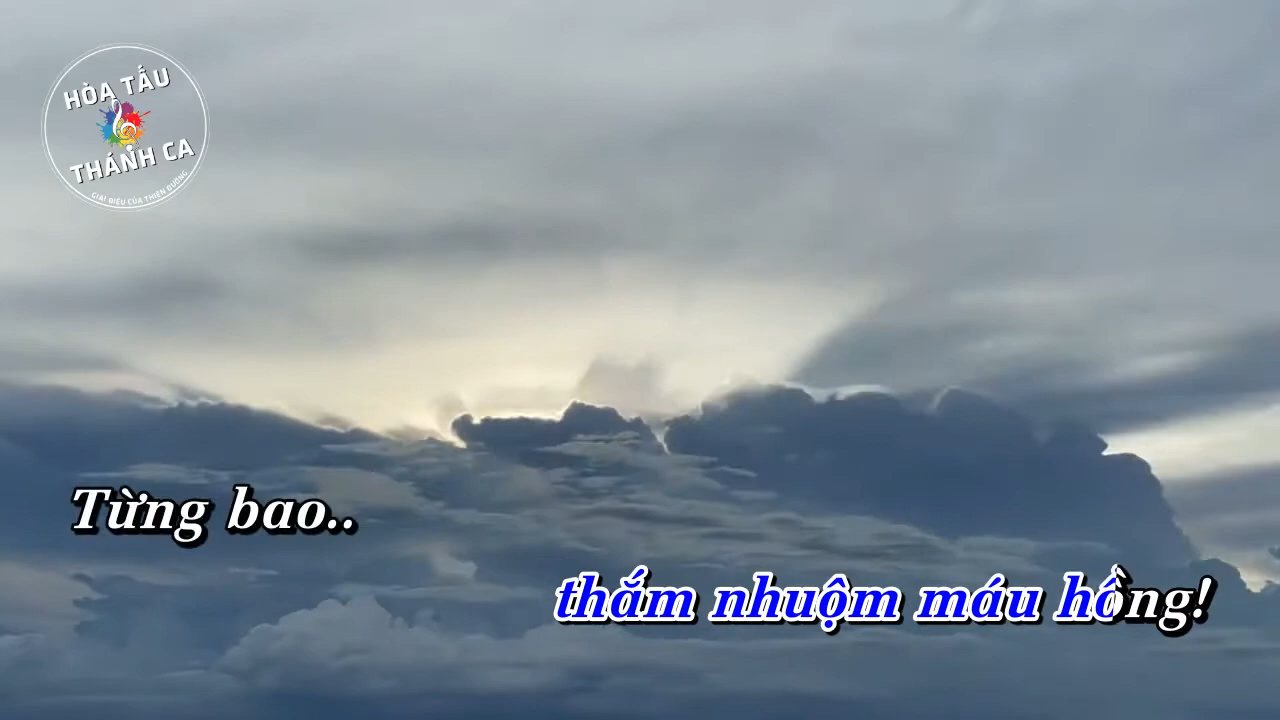 HÒA TẤU
THÁNH CA
GIAI ĐIỆU CỦA THIÊN ĐƯỜNG
Từng bao..
thắm nhuộm máu hồng!